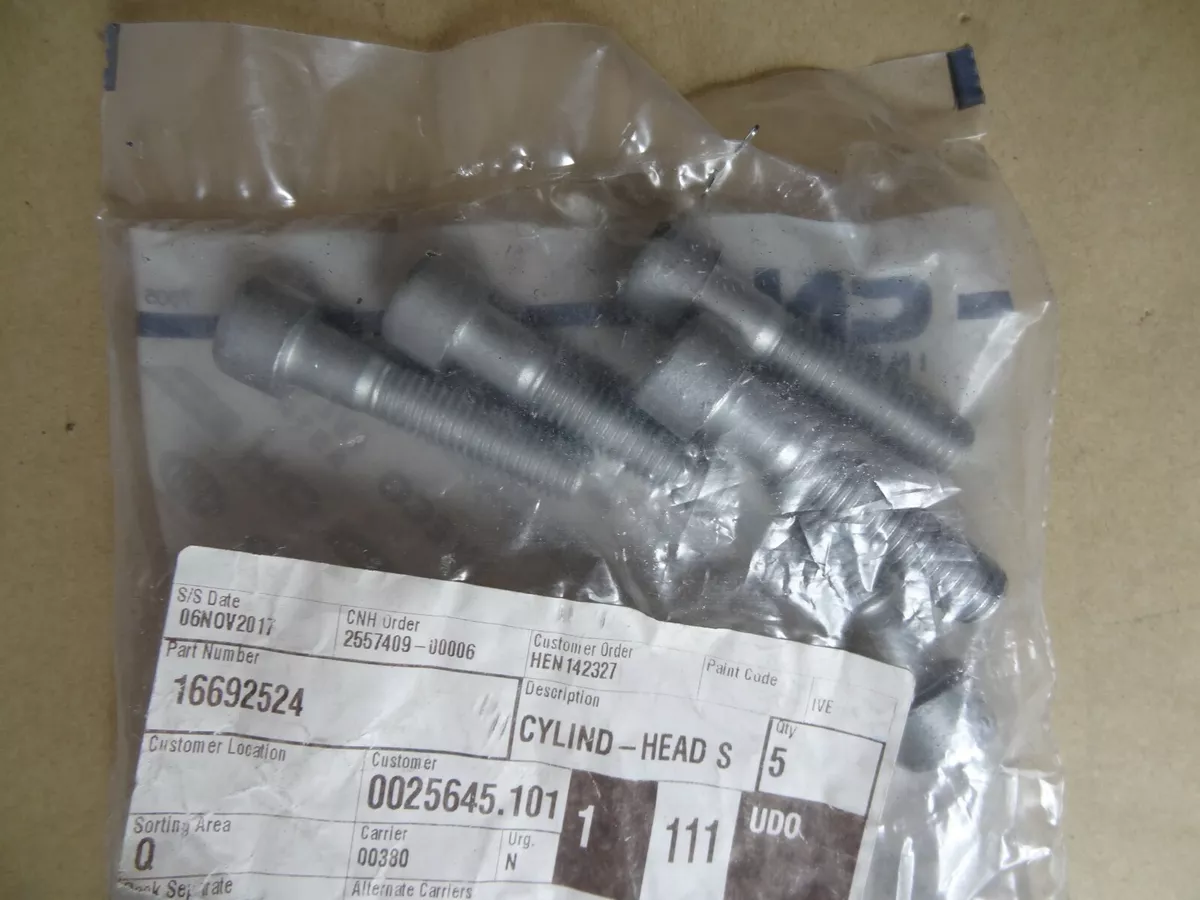 CN
S/S Date
06NOV2017
CNH Order
2557409-00006
Customer Order
HEN142327
Paint Code
IVE
Part Number
16692524
Description
CYLIND-HEAD S
Qty
5
Customer Location
Customer
0025645.101
1
111
UDO
Sorting Area
Q
Carrier
00380
Urg.
N
Alternate Carriers